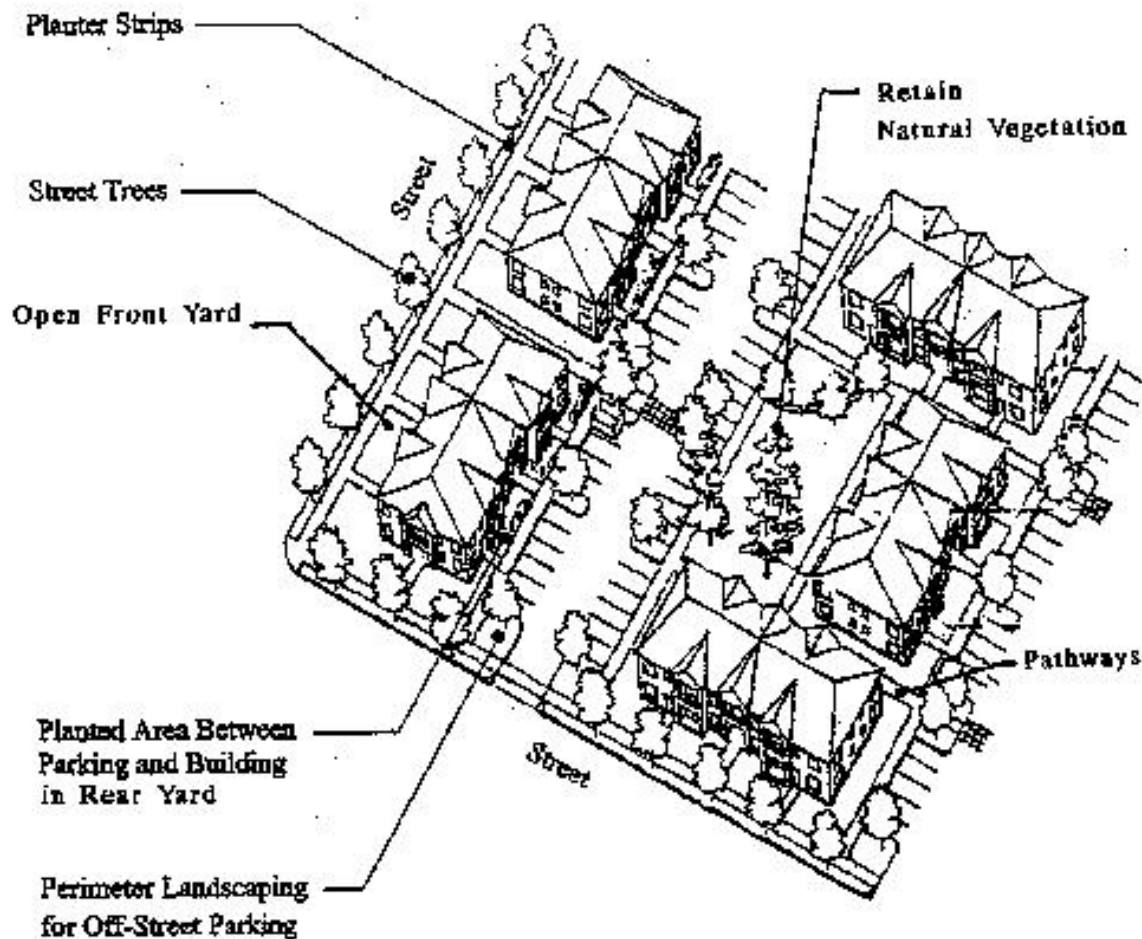 Planter Strips
Retain
Natural Vegetation
Street
Street Trees
Open Front Yard
Pathways
Planted Area Between
Parking and Building
in Rear Yard
Street
Perimeter Landscaping
for Off-Street Parking